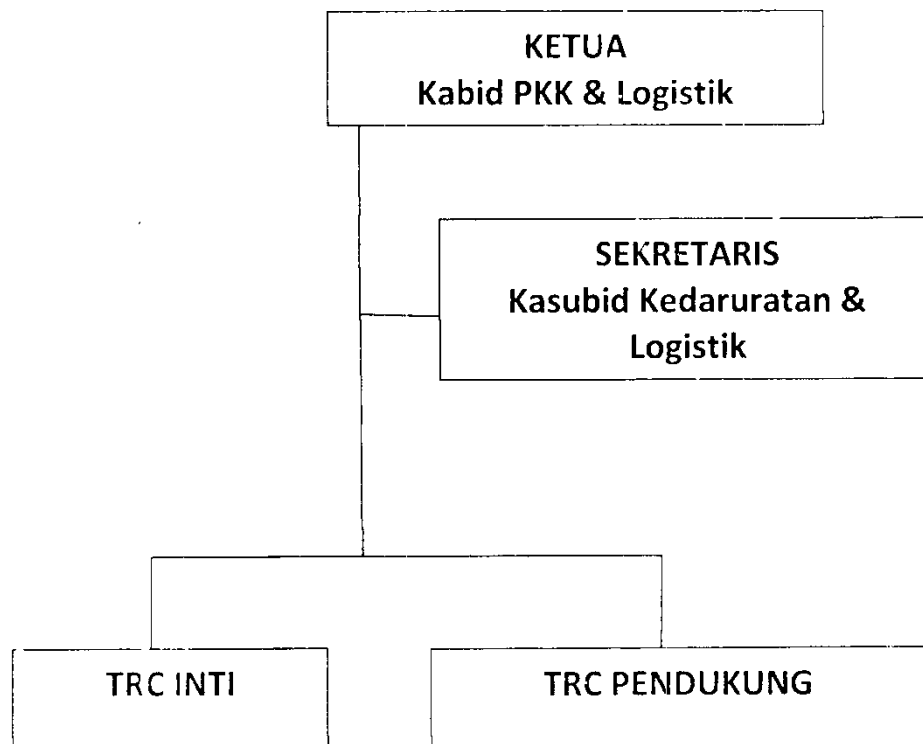 KETUA
Kabid PKK & Logistik
SEKRETARIS
Kasubid Kedaruratan &
Logistik
TRC INTI
TRC PENDUKUNG